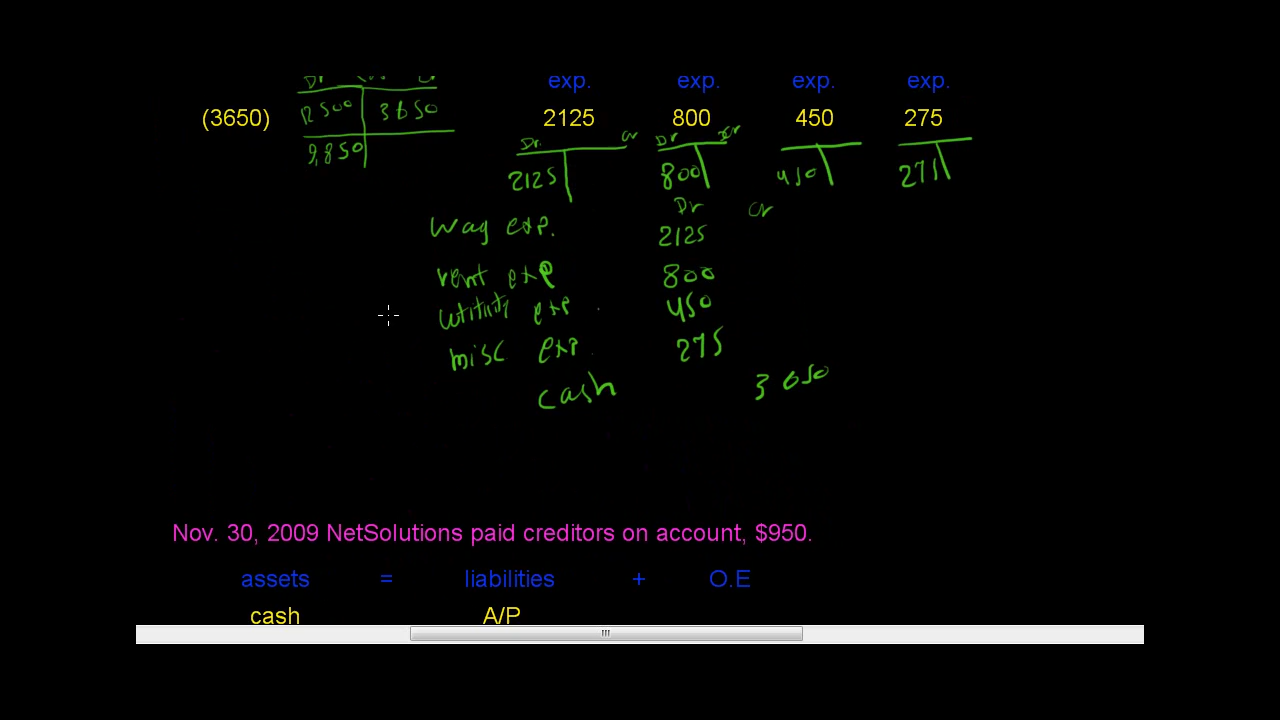 exp. exp. exp. exp.
(3650) 2125 800 450 275
Dr Cr
12500 3650
9,850
Dr. Cr Dr Cr
2125 800 450 275
Dr Cr
wag exp. 2125
rent exp 800
utility exp 450
misc exp. 275
cash 3650
Nov. 30, 2009 NetSolutions paid creditors on account, $950.
assets = liabilities + O.E
cash A/P